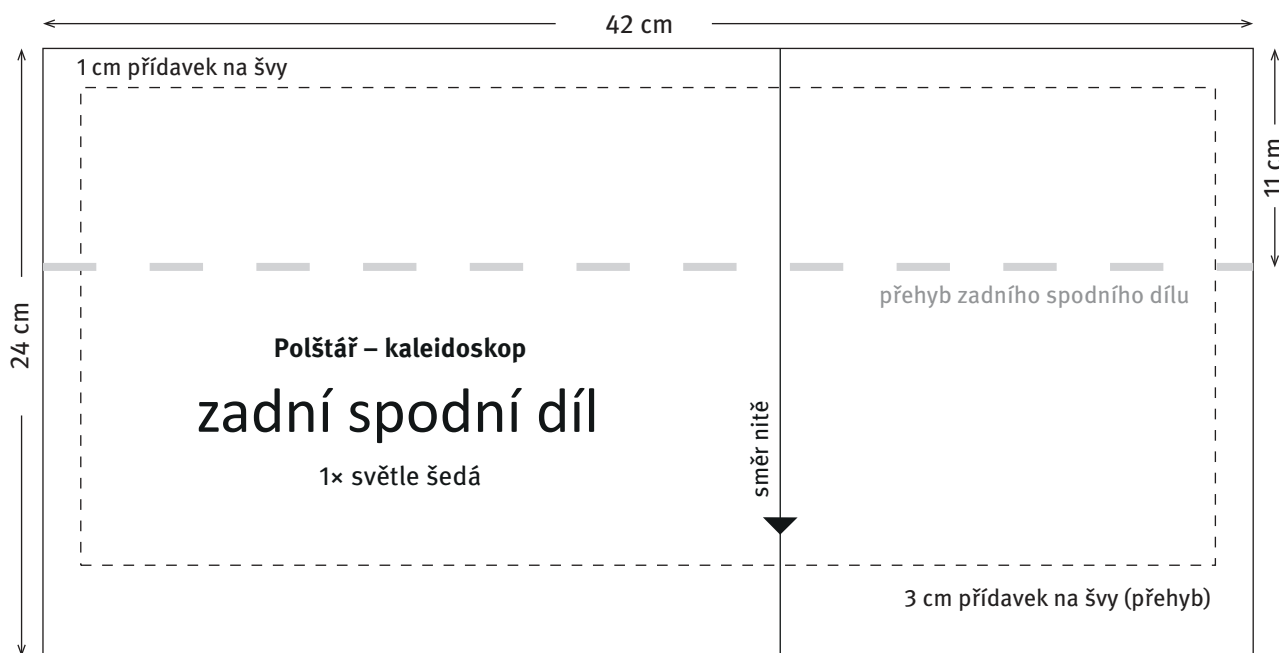 42 cm
1 cm přídavek na švy
11 cm
přehyb zadního spodního dílu
24 cm
Polštář – kaleidoskop
zadní spodní díl
1× světle šedá
směr nitě
3 cm přídavek na švy (přehyb)